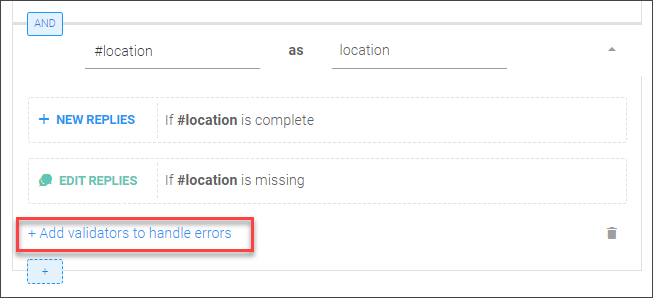 AND
#location as location
+ NEW REPLIES If #location is complete
EDIT REPLIES If #location is missing
+ Add validators to handle errors
+